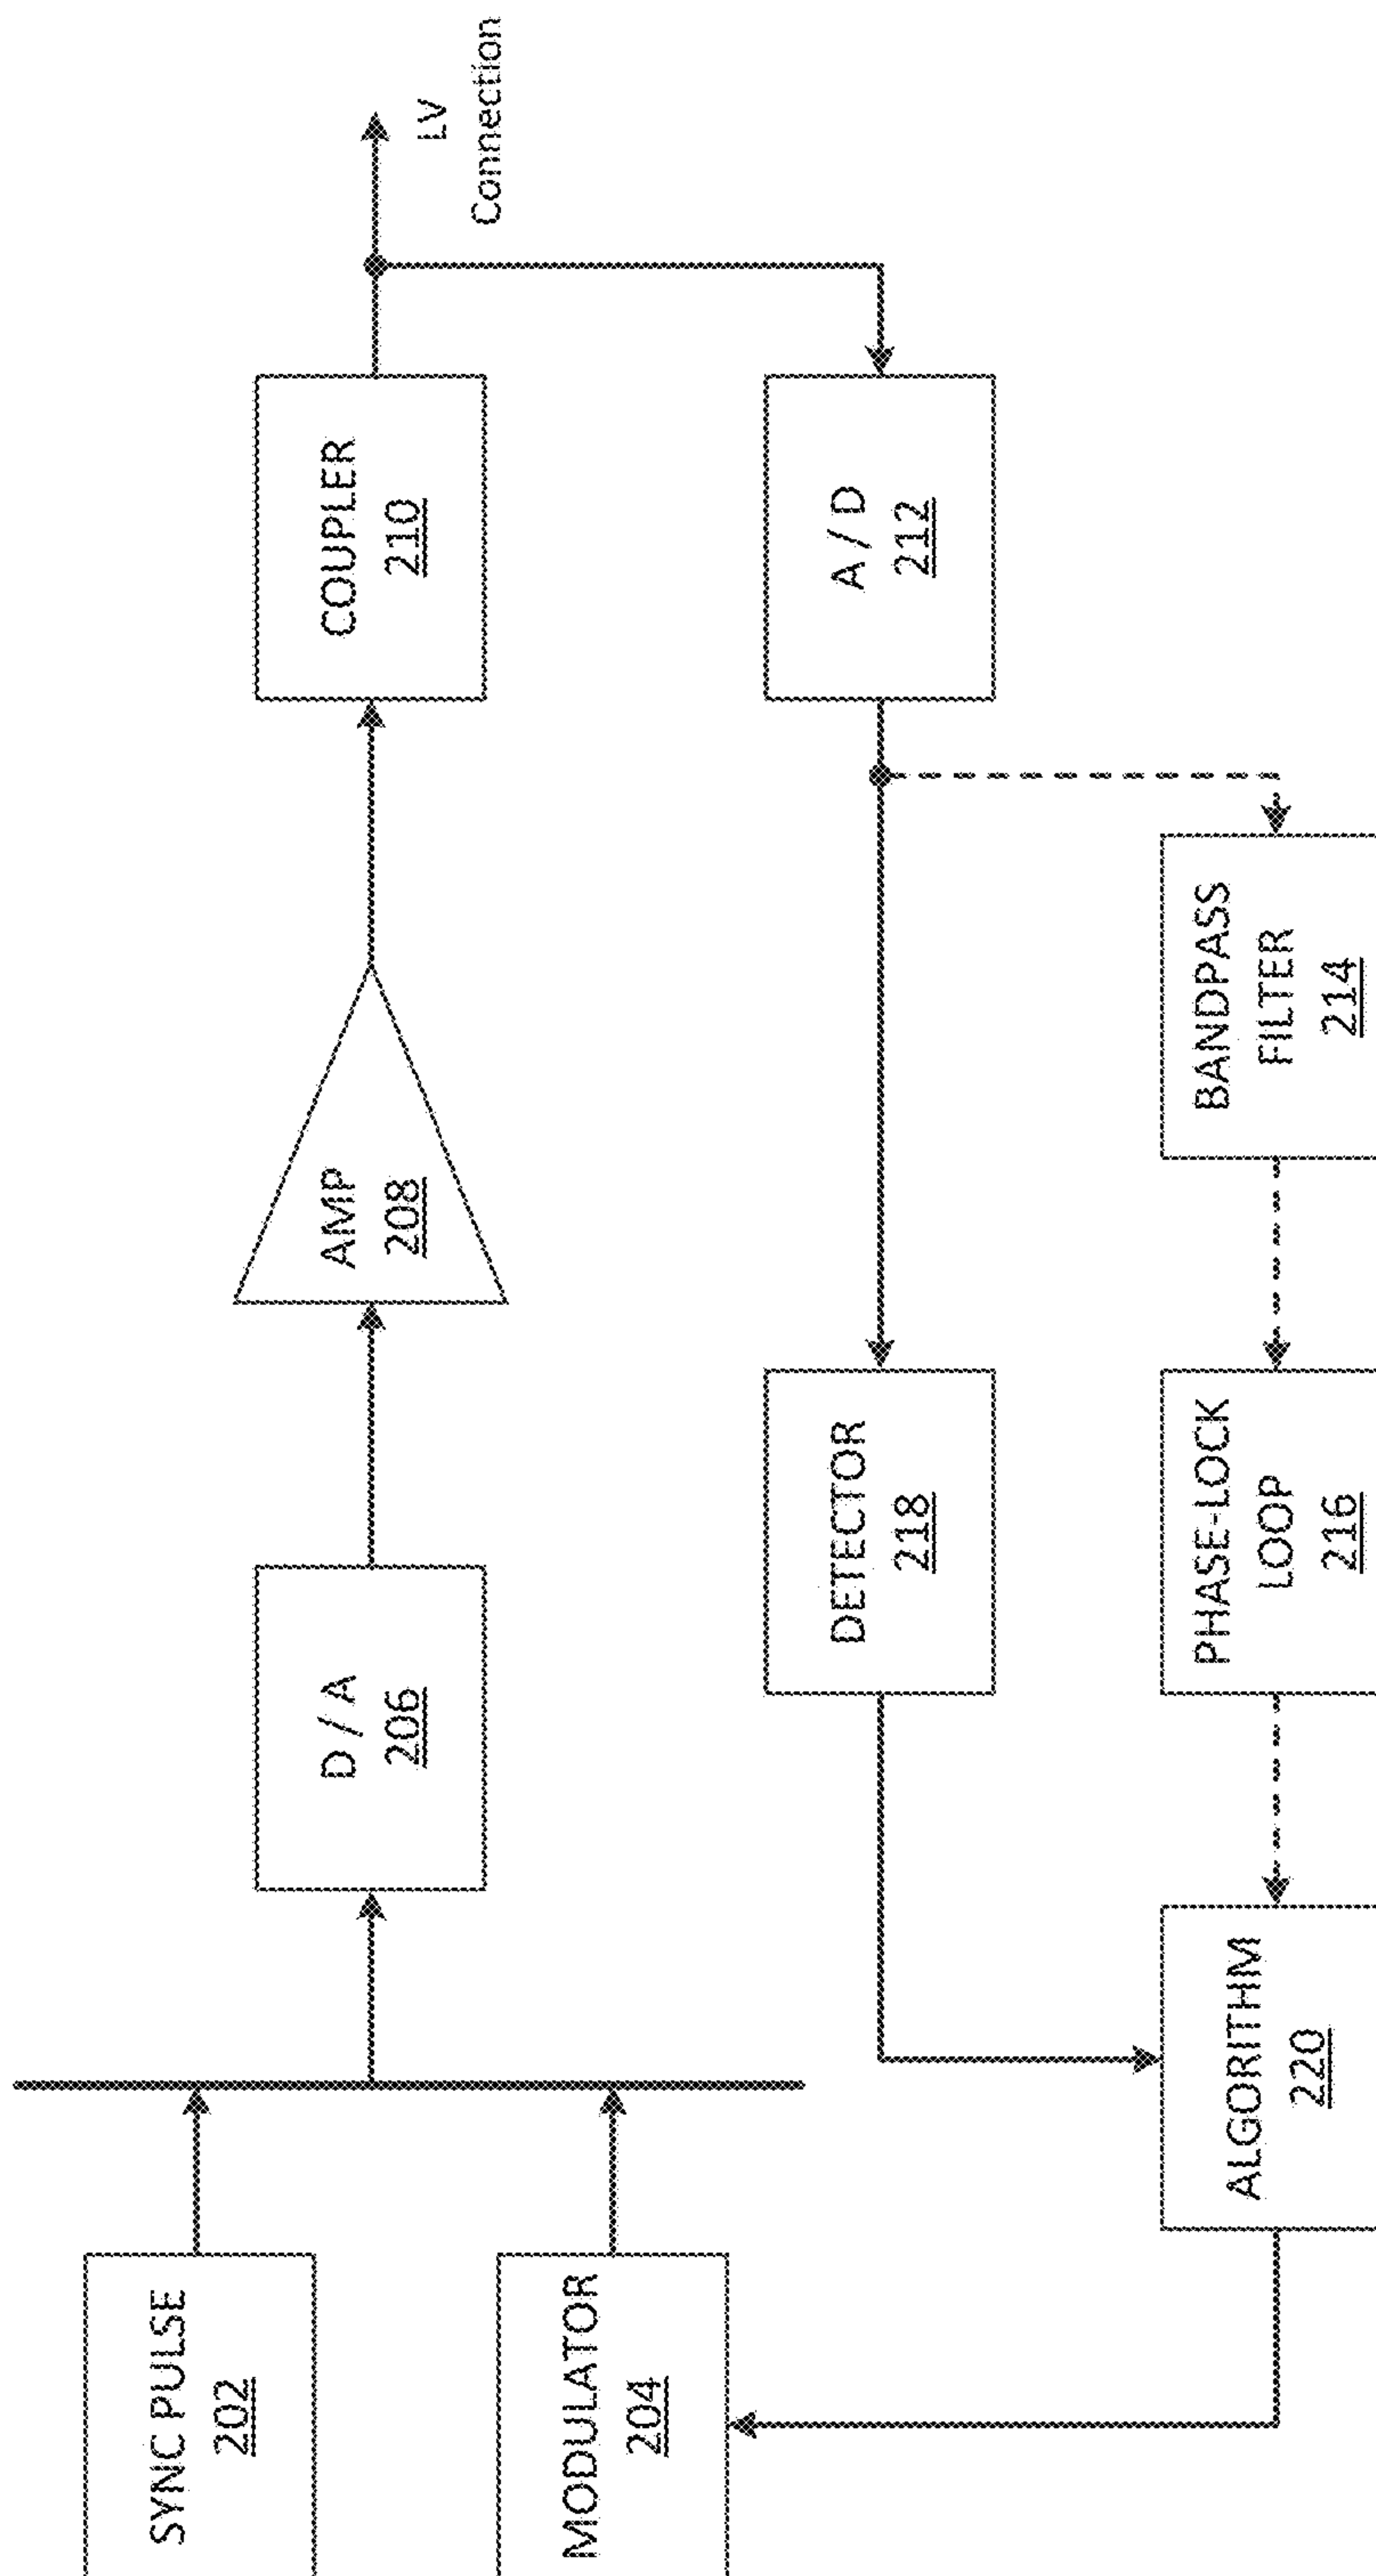 SYNC PULSE
202
MODULATOR
204
D / A
206
AMP
208
COUPLER
210
LV
Connection
A / D
212
DETECTOR
218
BANDPASS
FILTER
214
PHASE-LOCK
LOOP
216
ALGORITHM
220